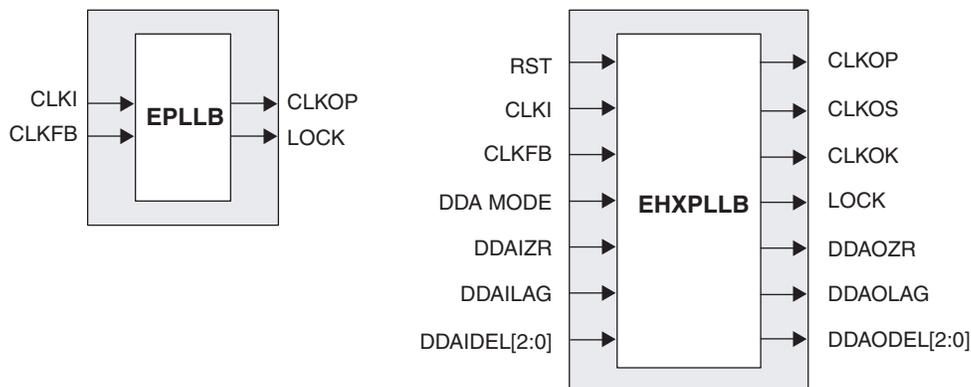 CLKI
CLKFB
EPLLB
CLKOP
LOCK
RST
CLKI
CLKFB
DDA MODE
DDAIZR
DDAILAG
DDAIDEL[2:0]
EHXPLLB
CLKOP
CLKOS
CLKOK
LOCK
DDAOZR
DDAOLAG
DDAODEL[2:0]